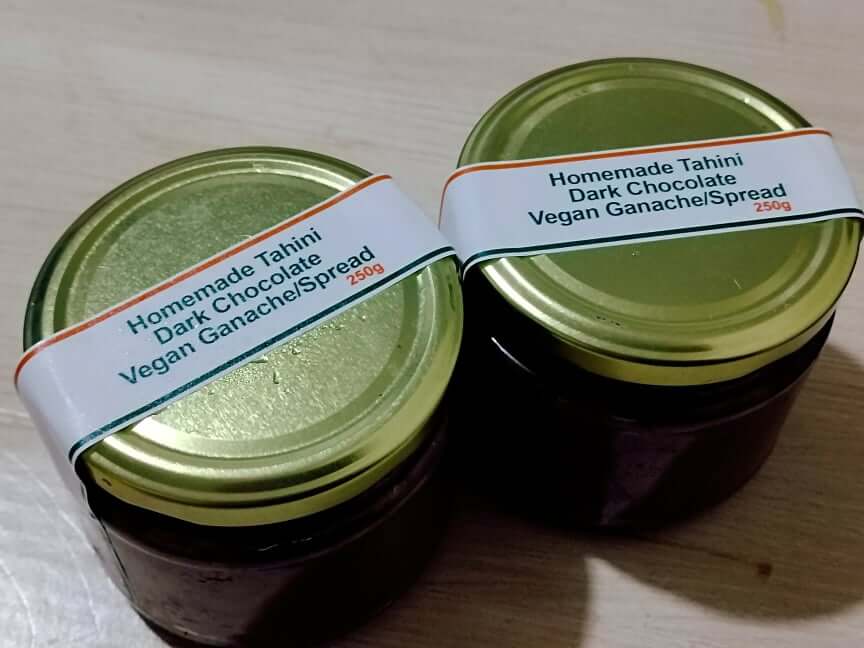 Homemade Tahini
Dark Chocolate
Vegan Ganache/Spread
250g
Homemade Tahini
Dark Chocolate
Vegan Ganache/Spread
250g